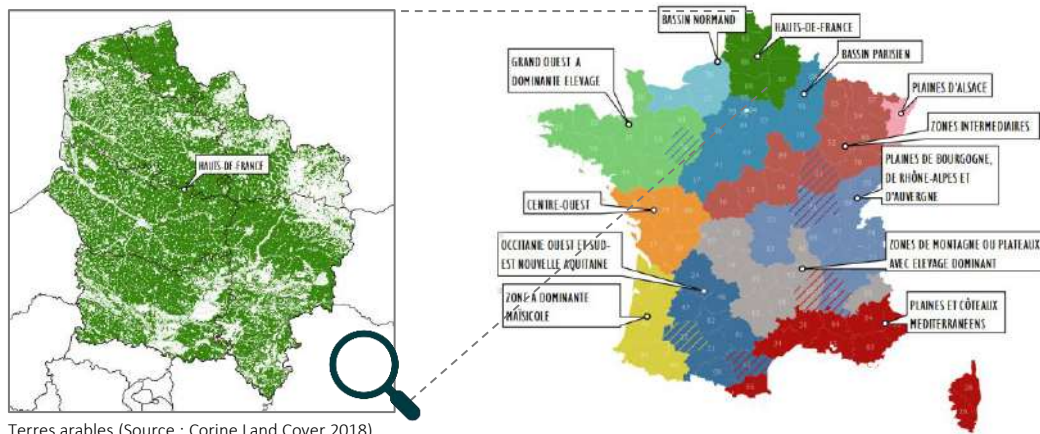 HAUTS-DE-FRANCE
Terres arables (Source : Corine Land Cover 2018)
BASSIN NORMAND
HAUTS-DE-FRANCE
BASSIN PARISIEN
GRAND OUEST A
DOMINANTE ELEVAGE
PLAINES D'ALSACE
ZONES INTERMEDIAIRES
PLAINES DE BOURGOGNE,
DE RHÔNE-ALPES ET
D'AUVERGNE
CENTRE-OUEST
OCCITANIE OUEST ET SUD-
EST NOUVELLE AQUITAINE
ZONES DE MONTAGNE OU PLATEAUX
AVEC ELEVAGE DOMINANT
ZONE A DOMINANTE
MAÏSICOLE
PLAINES ET CÔTEAUX
MEDITERRANEENS